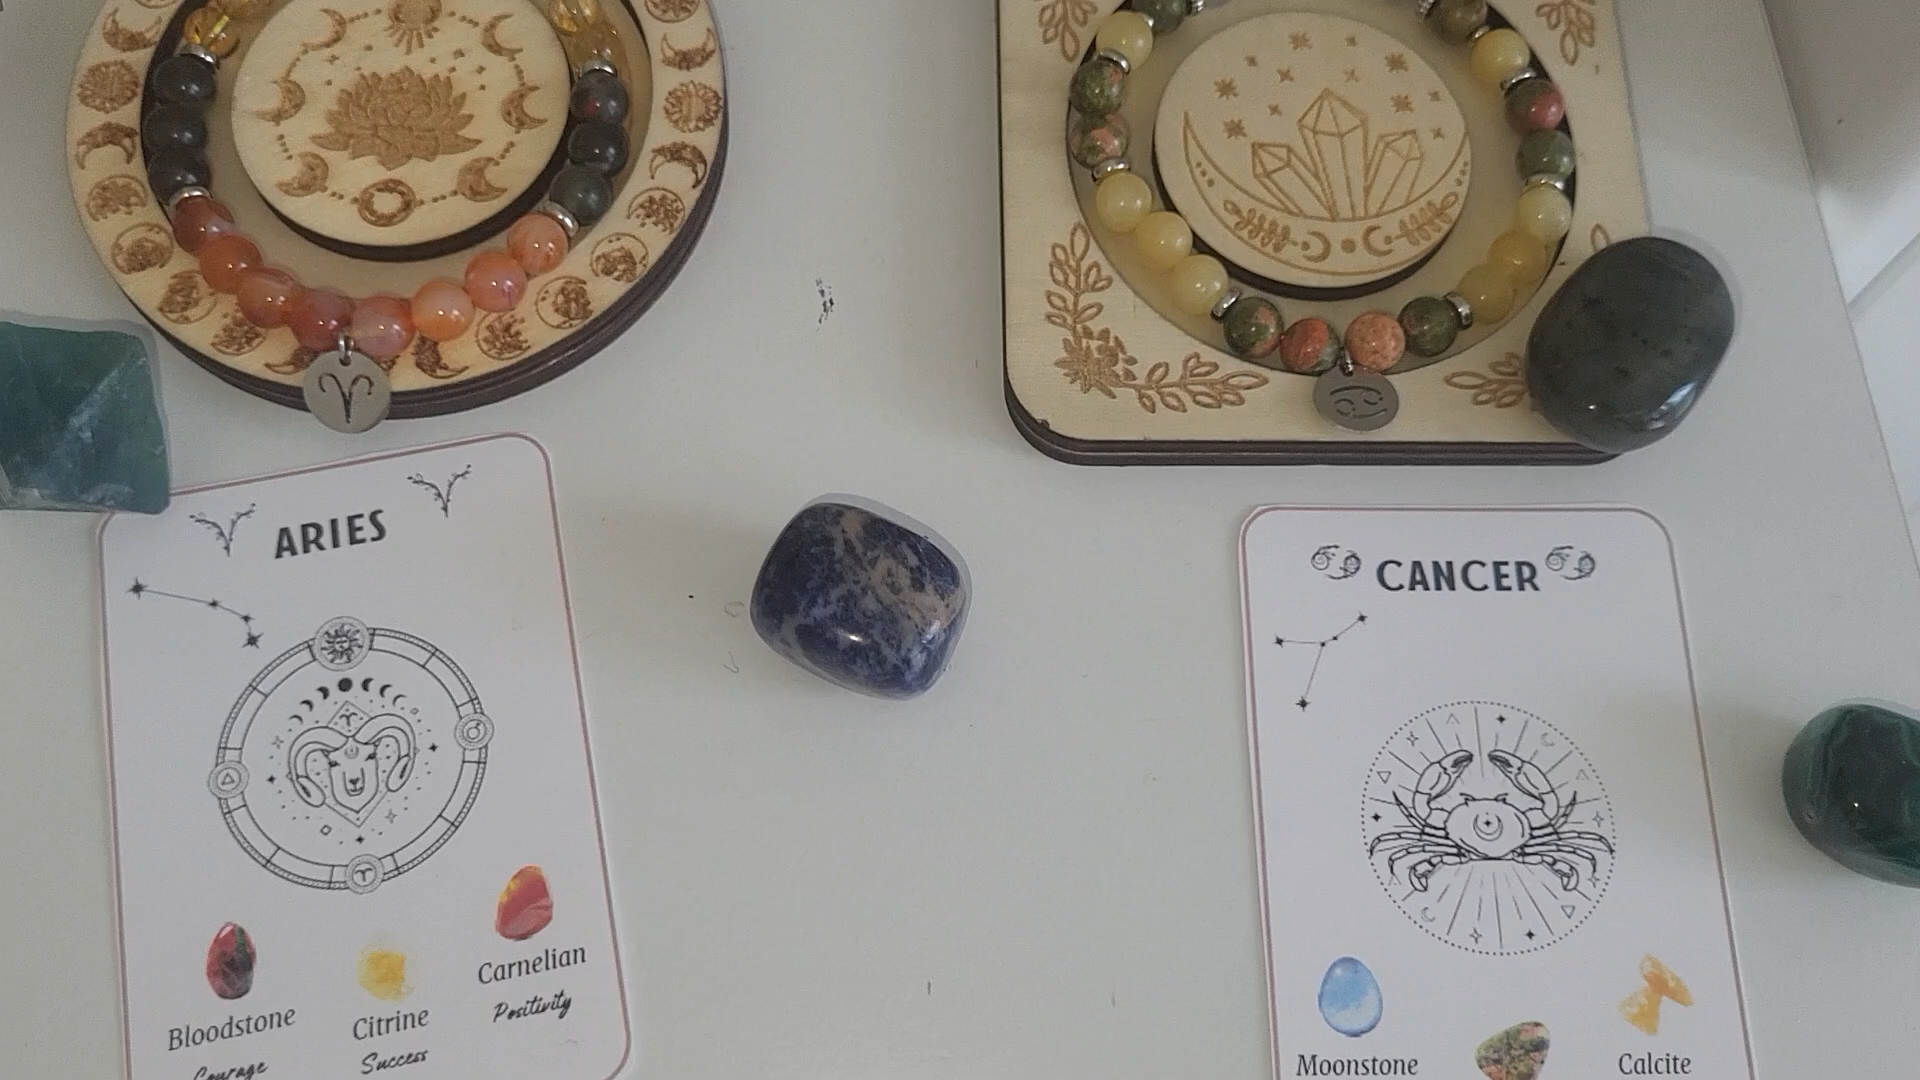 ARIES
Bloodstone
Courage
Citrine
Success
Carnelian
Positivity
CANCER
Moonstone
Calcite